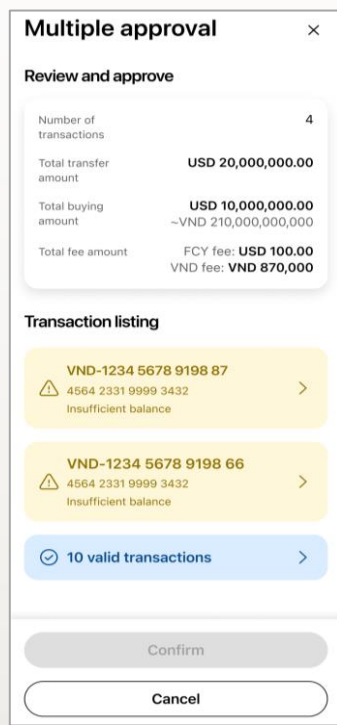 Multiple approval
Review and approve
Number of
transactions
4
Total transfer
amount
USD 20,000,000.00
Total buying
amount
USD 10,000,000.00
~VND 210,000,000,000
Total fee amount
FCY fee: USD 100.00
VND fee: VND 870,000
Transaction listing
VND-1234 5678 9198 87
4564 2331 9999 3432
Insufficient balance
VND-1234 5678 9198 66
4564 2331 9999 3432
Insufficient balance
10 valid transactions
Confirm
Cancel